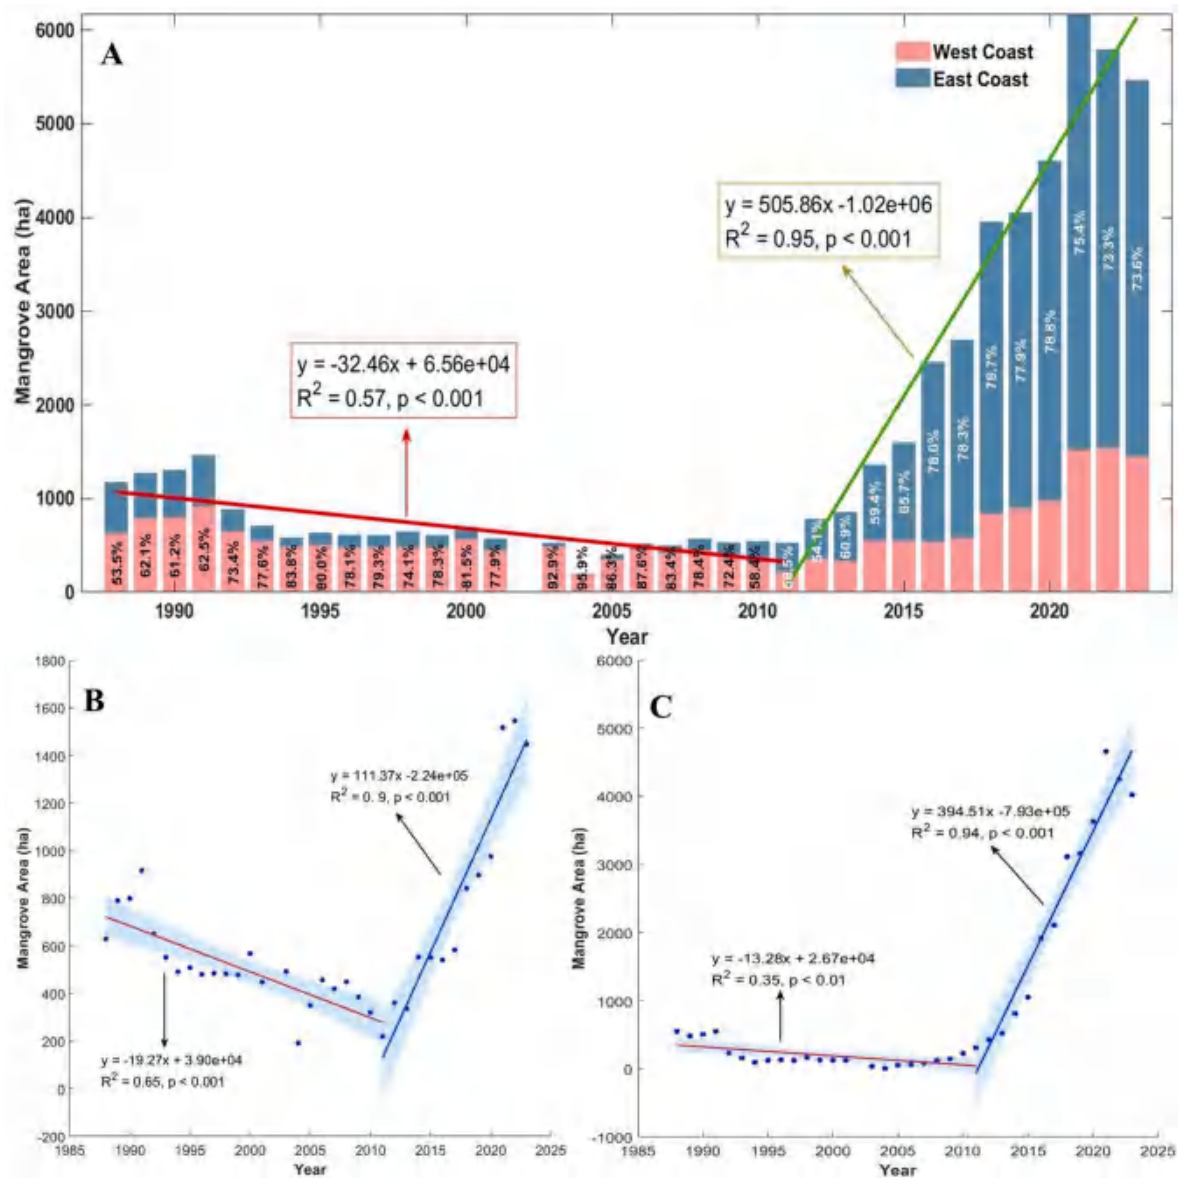 A
West Coast
East Coast
6000
5000
4000
3000
2000
1000
0
Mangrove Area (ha)
y = 505.86x -1.02e+06
R2 = 0.95, p < 0.001
y = -32.46x + 6.56e+04
R2 = 0.57, p < 0.001
53.5%
62.1%
61.2%
62.5%
73.4%
77.6%
83.8%
80.0%
78.1%
79.3%
74.1%
78.3%
81.5%
77.9%
92.9%
95.9%
86.3%
87.6%
83.4%
78.4%
72.4%
58.4%
54.1%
60.9%
59.4%
65.7%
78.0%
78.3%
78.7%
77.9%
78.8%
75.4%
73.3%
73.6%
1990 1995 2000 2005 2010 2015 2020
Year
B
1800
1600
1400
1200
1000
800
600
400
200
0
-200
Mangrove Area (ha)
y = 111.37x -2.24e+05
R2 = 0. 9, p < 0.001
y = -19.27x + 3.90e+04
R2 = 0.65, p < 0.001
1985 1990 1995 2000 2005 2010 2015 2020 2025
Year
C
6000
5000
4000
3000
2000
1000
0
-1000
Mangrove Area (ha)
y = 394.51x -7.93e+05
R2 = 0.94, p < 0.001
y = -13.28x + 2.67e+04
R2 = 0.35, p < 0.01
1985 1990 1995 2000 2005 2010 2015 2020 2025
Year